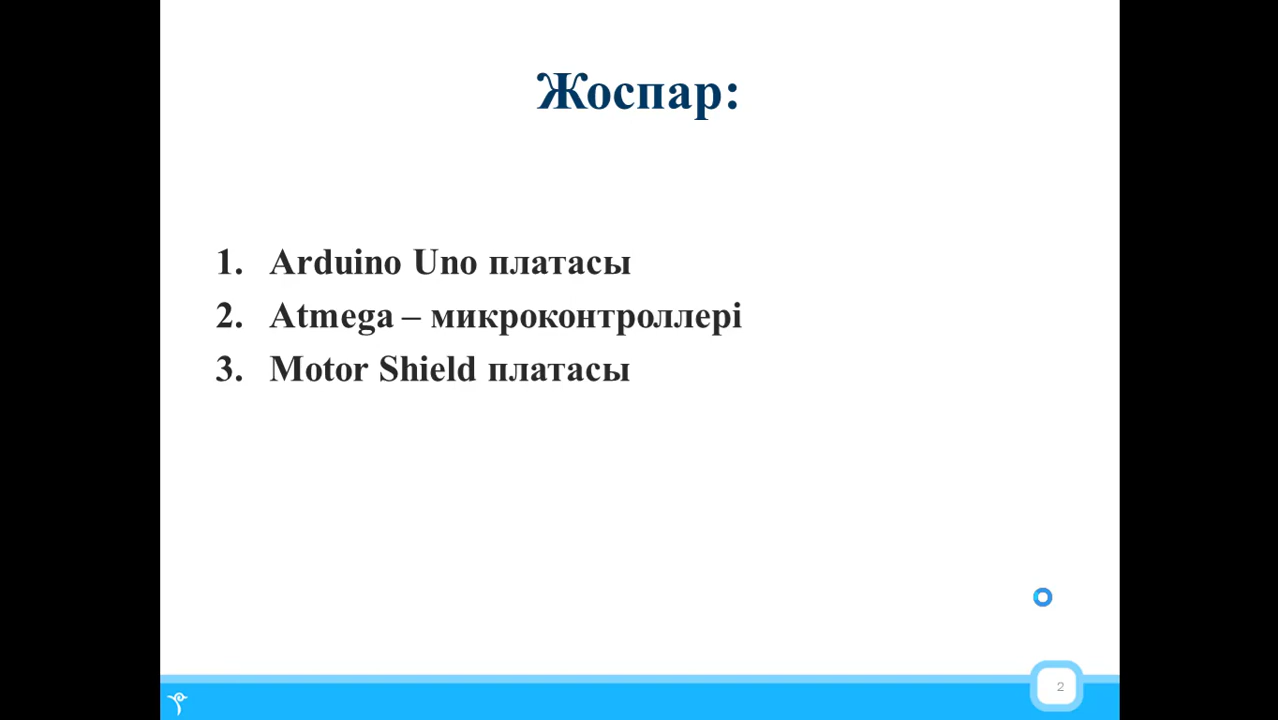 Жоспар:
1. Arduino Uno платасы
2. Atmega – микроконтроллері
3. Motor Shield платасы
2